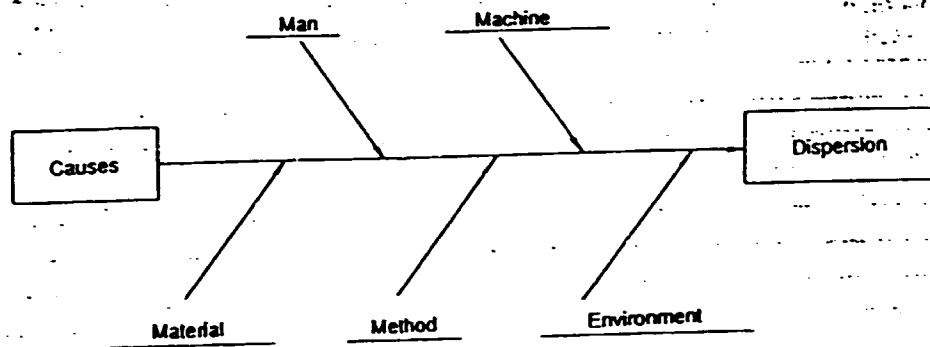 Man
Machine
Causes
Dispersion
Material
Method
Environment